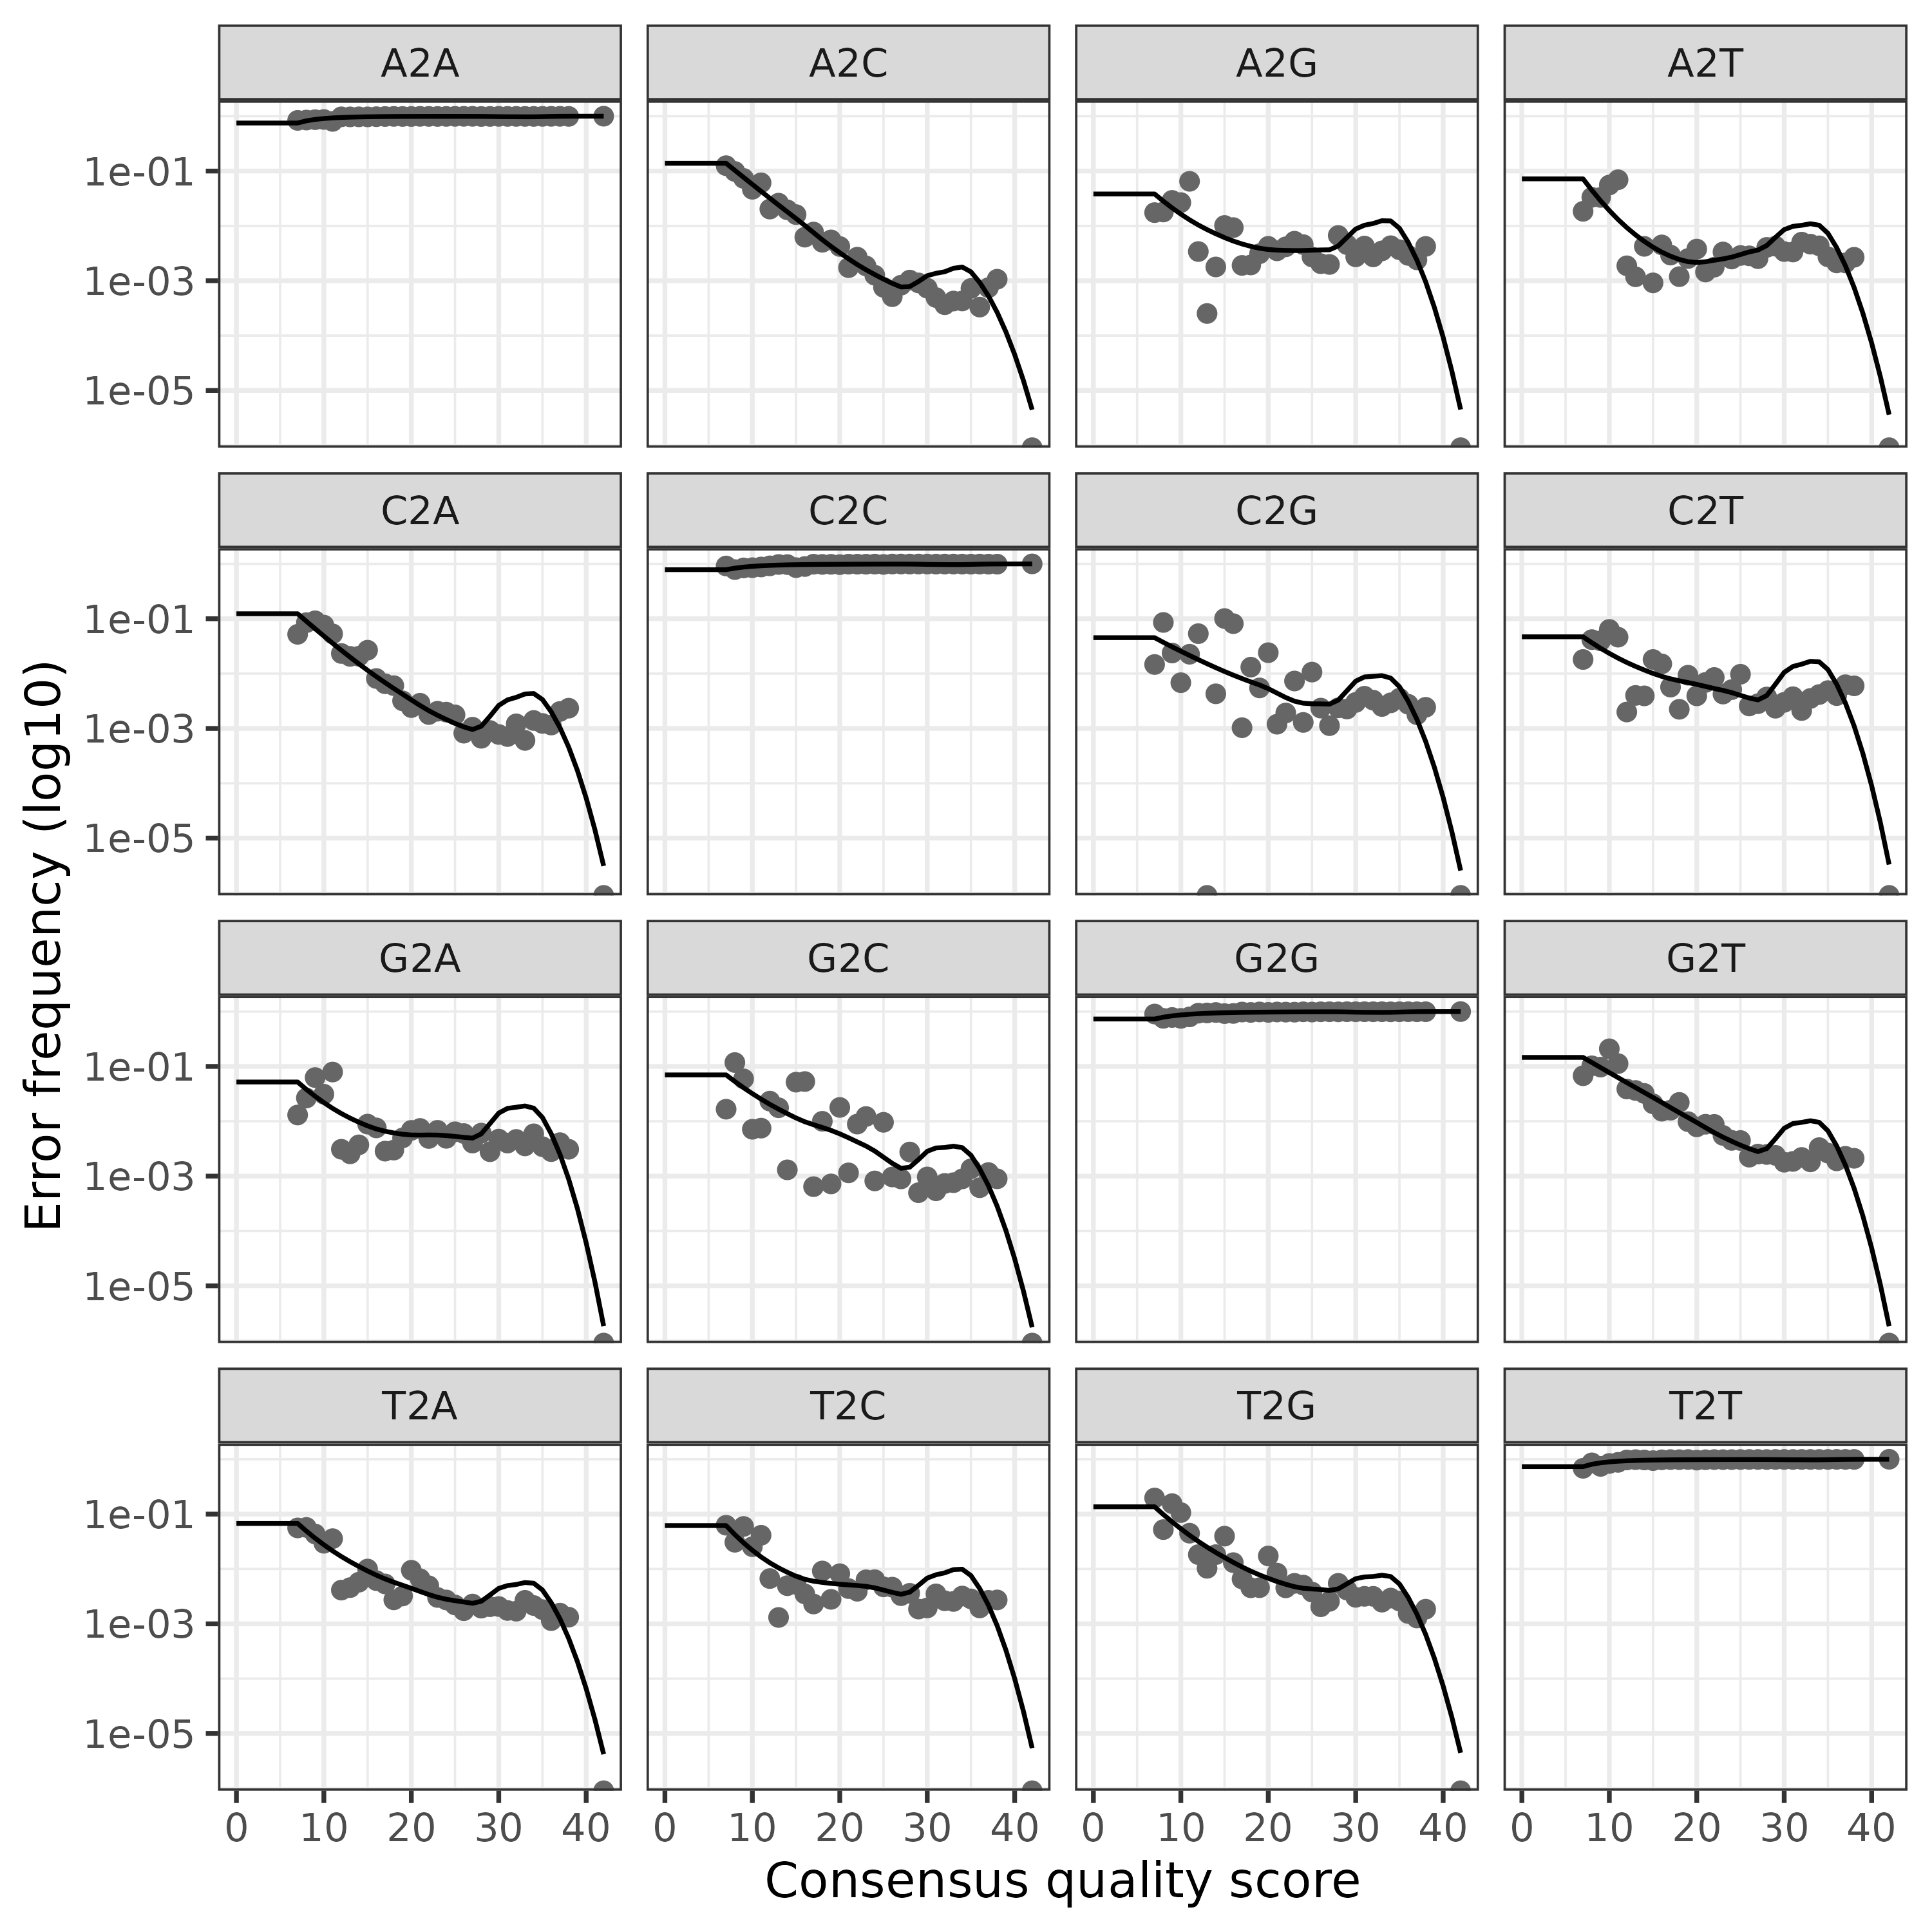 A2A A2C A2G A2T
1e-01
1e-03
1e-05
C2A C2C C2G C2T
1e-01
1e-03
1e-05
G2A G2C G2G G2T
1e-01
1e-03
1e-05
T2A T2C T2G T2T
1e-01
1e-03
1e-05
0 10 20 30 40 0 10 20 30 40 0 10 20 30 40 0 10 20 30 40
Consensus quality score
Error frequency (log10)